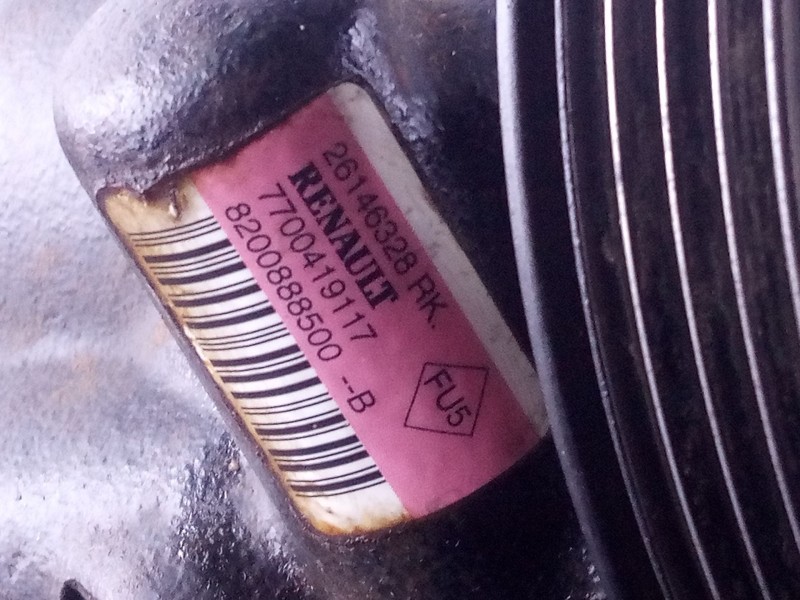 26146328 RK.
RENAULT
7700419117
8200888500 --B
FU5